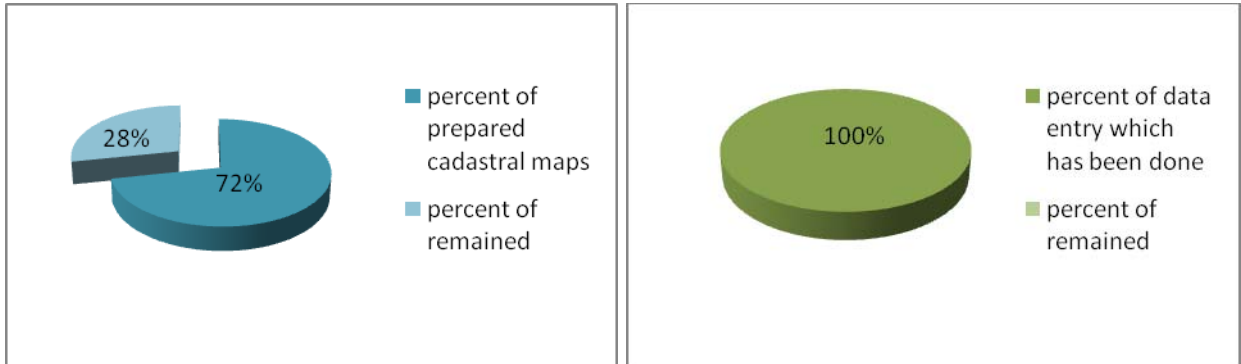 28%
72%
percent of
prepared
cadastral maps
percent of
remained
100%
percent of data
entry which
has been done
percent of
remained